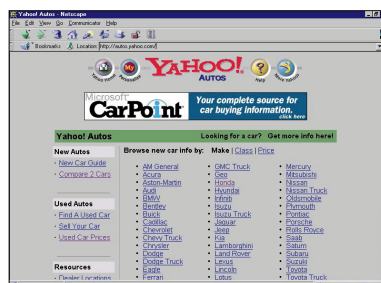 Yahoo! Autos - Netscape
File Edit View Go Communicator Help
Bookmarks Location: http://autos.yahoo.com/
Yahoo! Autos
Personalize
YAHOO!
AUTOS
Help
More Yahoos
Microsoft
CarPoint
Your complete source for
car buying information.
click here
Yahoo! Autos
Looking for a car? Get more info here!
New Autos
· New Car Guide
· Compare 2 Cars
Used Autos
· Find A Used Car
· Sell Your Car
· Used Car Prices
Resources
· Dealer Locations
Browse new car info by: Make | Class | Price
• AM General
• Acura
• Aston-Martin
• Audi
• BMW
• Bentley
• Buick
• Cadillac
• Chevrolet
• Chevy Truck
• Chrysler
• Dodge
• Dodge Truck
• Eagle
• Ferrari
• GMC Truck
• Geo
• Honda
• Hyundai
• Infiniti
• Isuzu
• Isuzu Truck
• Jaguar
• Jeep
• Kia
• Lamborghini
• Land Rover
• Lexus
• Lincoln
• Lotus
• Mercury
• Mitsubishi
• Nissan
• Nissan Truck
• Oldsmobile
• Plymouth
• Pontiac
• Porsche
• Rolls Royce
• Saab
• Saturn
• Subaru
• Suzuki
• Toyota
• Toyota Truck